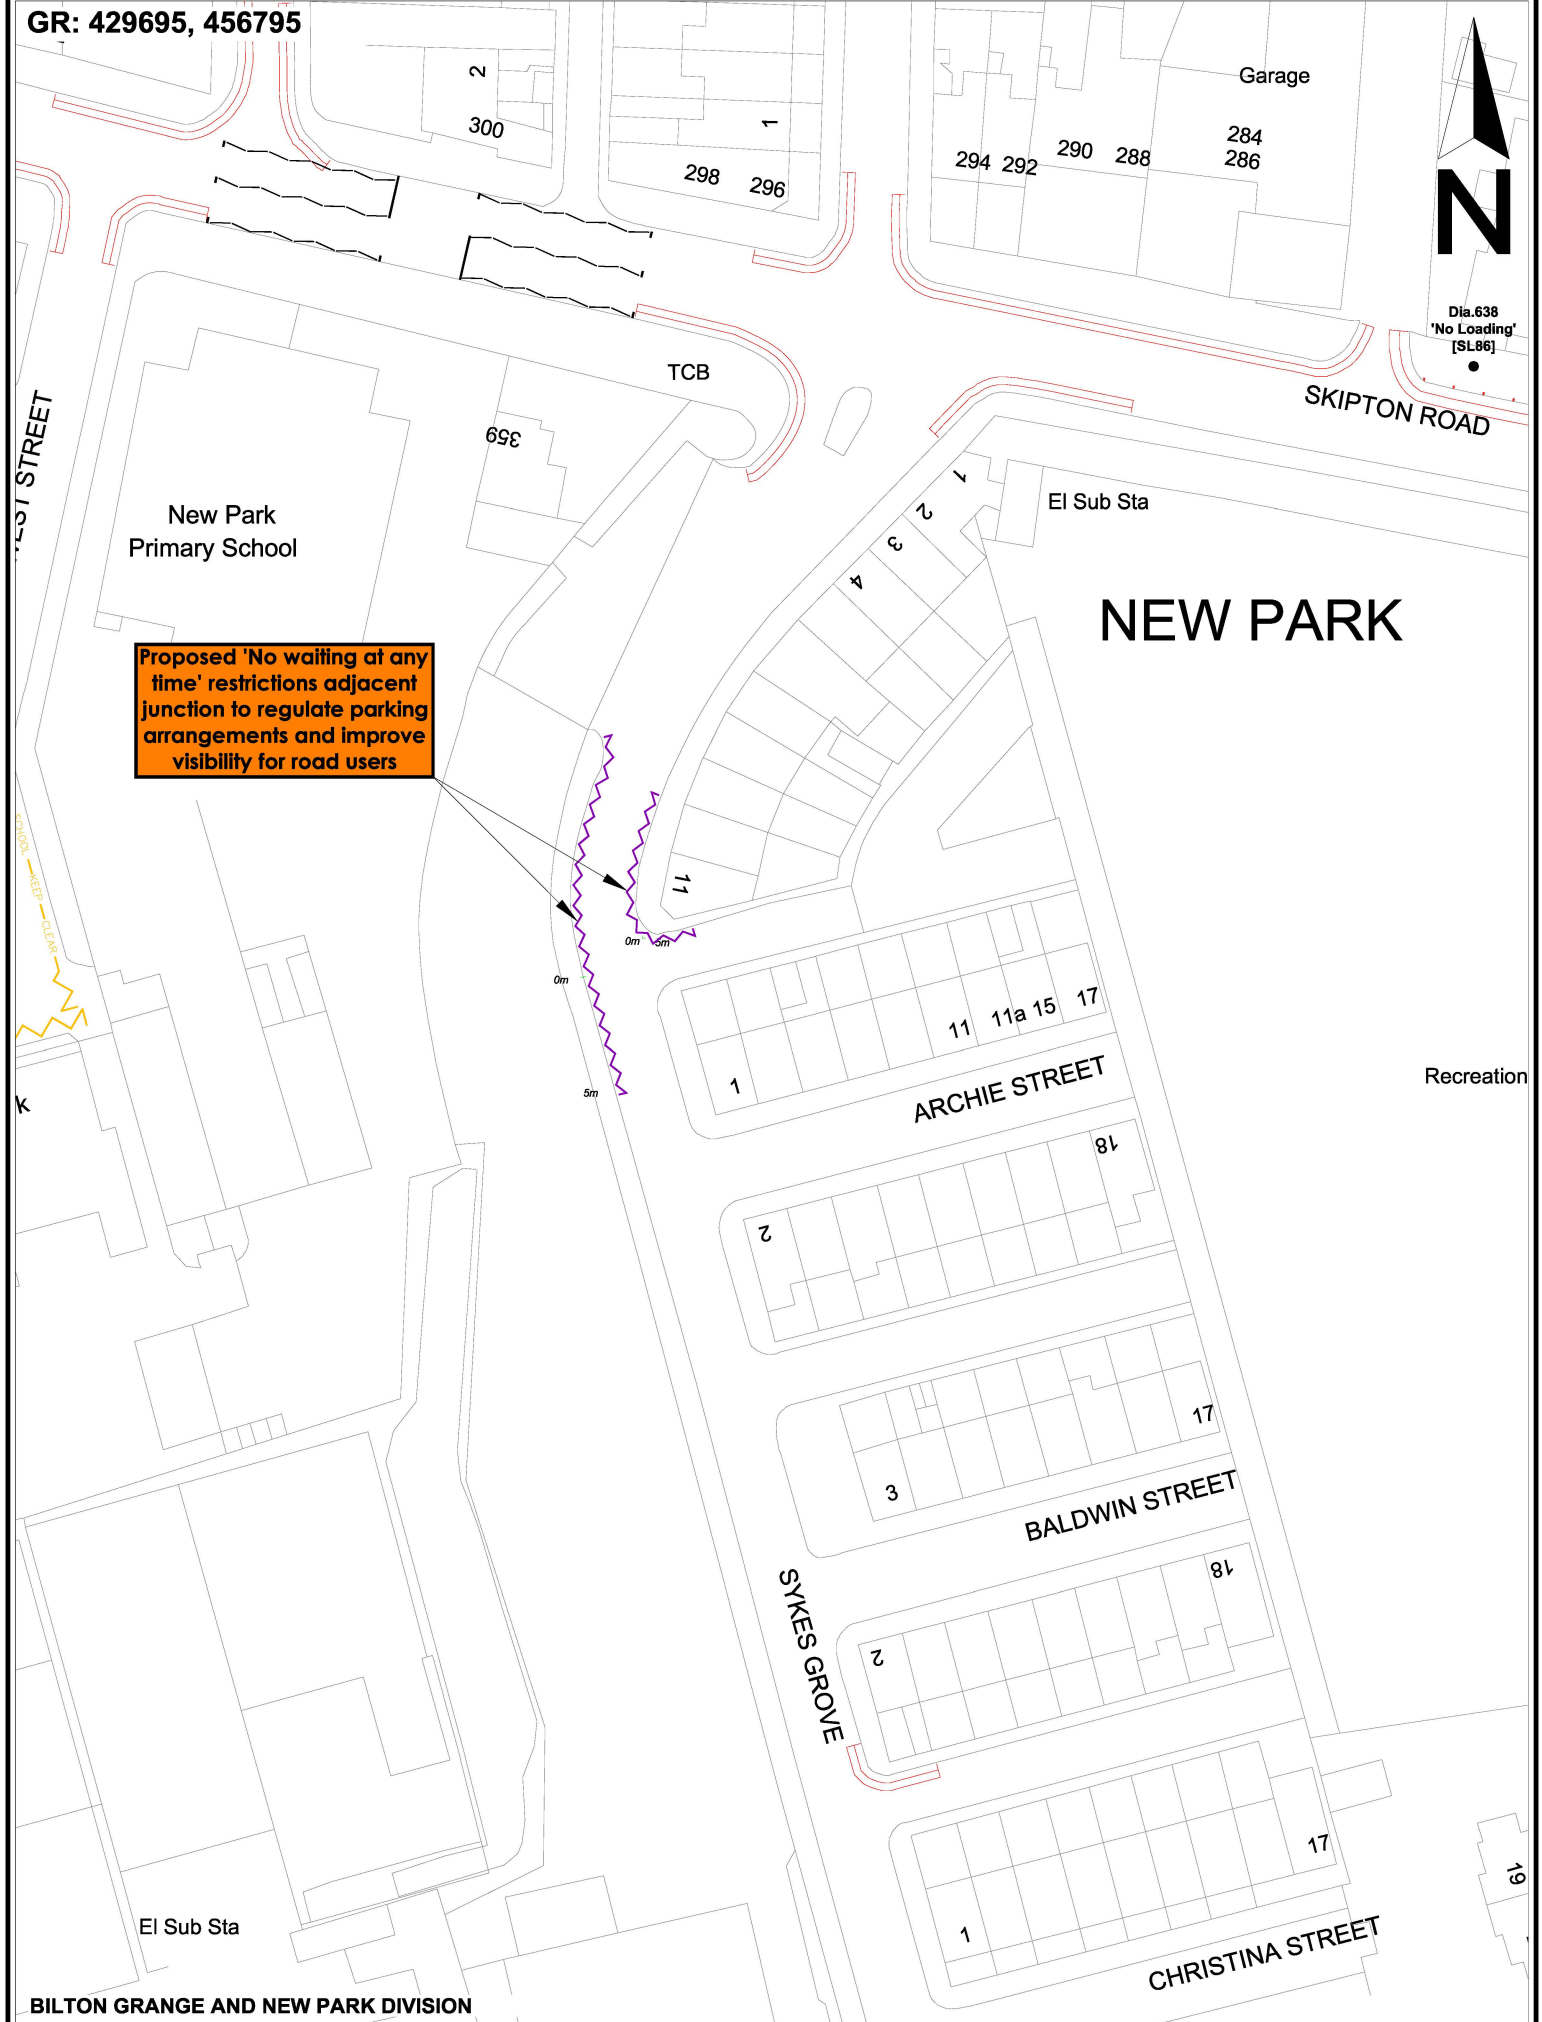 GR: 429695, 456795
2
300
1
298
296
294
292
290
288
Garage
284
286
N
Dia.638
'No Loading'
[SL86]
SKIPTON ROAD
TCB
359
New Park
Primary School
1
2
3
4
El Sub Sta
NEW PARK
Proposed 'No waiting at any
time' restrictions adjacent
junction to regulate parking
arrangements and improve
visibility for road users
SCHOOL KEEP CLEAR
11
0m
5m
0m
5m
1
11
11a
15
17
ARCHIE STREET
Recreation
2
18
3
17
BALDWIN STREET
SYKES GROVE
2
18
1
17
CHRISTINA STREET
19
El Sub Sta
BILTON GRANGE AND NEW PARK DIVISION
STREET
k